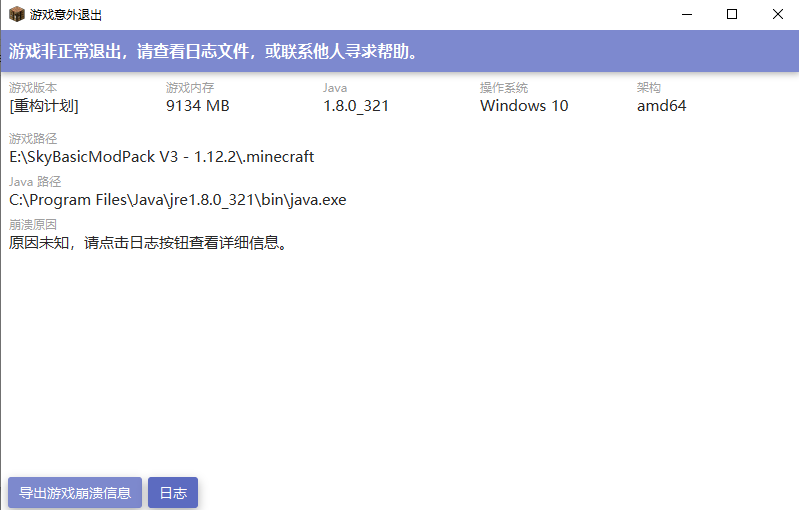 游戏意外退出
游戏非正常退出，请查看日志文件，或联系他人寻求帮助。
游戏版本 游戏内存 Java 操作系统 架构
[重构计划] 9134 MB 1.8.0_321 Windows 10 amd64
游戏路径
E:\SkyBasicModPack V3 - 1.12.2\.minecraft
Java 路径
C:\Program Files\Java\jre1.8.0_321\bin\java.exe
崩溃原因
原因未知，请点击日志按钮查看详细信息。
导出游戏崩溃信息 日志